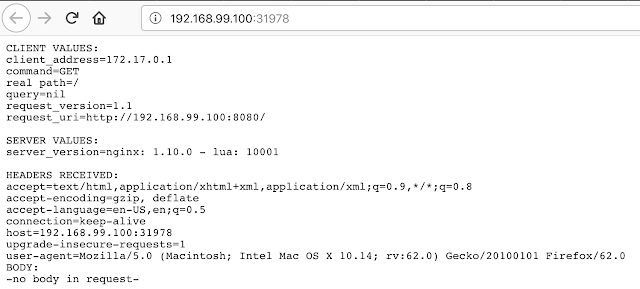 192.168.99.100:31978
CLIENT VALUES:
client_address=172.17.0.1
command=GET
real path=/
query=nil
request_version=1.1
request_uri=http://192.168.99.100:8080/
SERVER VALUES:
server_version=nginx: 1.10.0 - lua: 10001
HEADERS RECEIVED:
accept=text/html,application/xhtml+xml,application/xml;q=0.9,*/*;q=0.8
accept-encoding=gzip, deflate
accept-language=en-US,en;q=0.5
connection=keep-alive
host=192.168.99.100:31978
upgrade-insecure-requests=1
user-agent=Mozilla/5.0 (Macintosh; Intel Mac OS X 10.14; rv:62.0) Gecko/20100101 Firefox/62.0
BODY:
-no body in request-